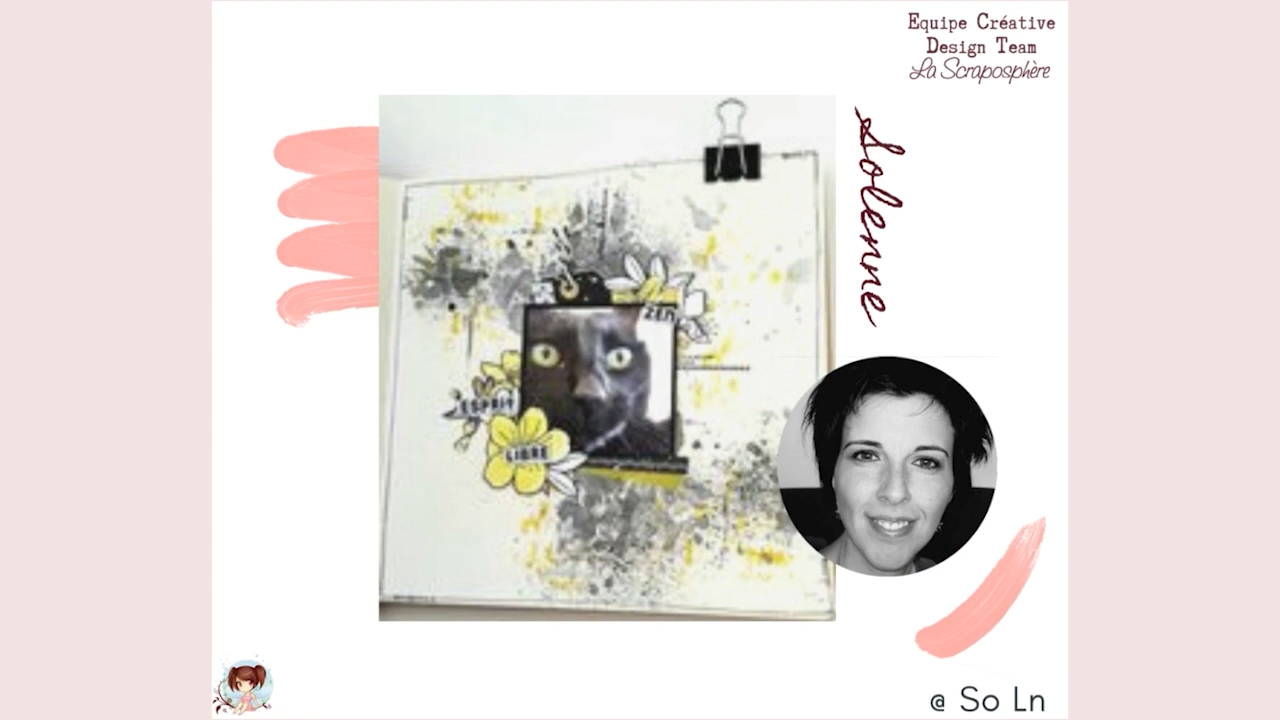 Equipe Créative
Design Team
La Scraposphère
Solenne
ZEN
ESPRIT
LIBRE
@ So Ln